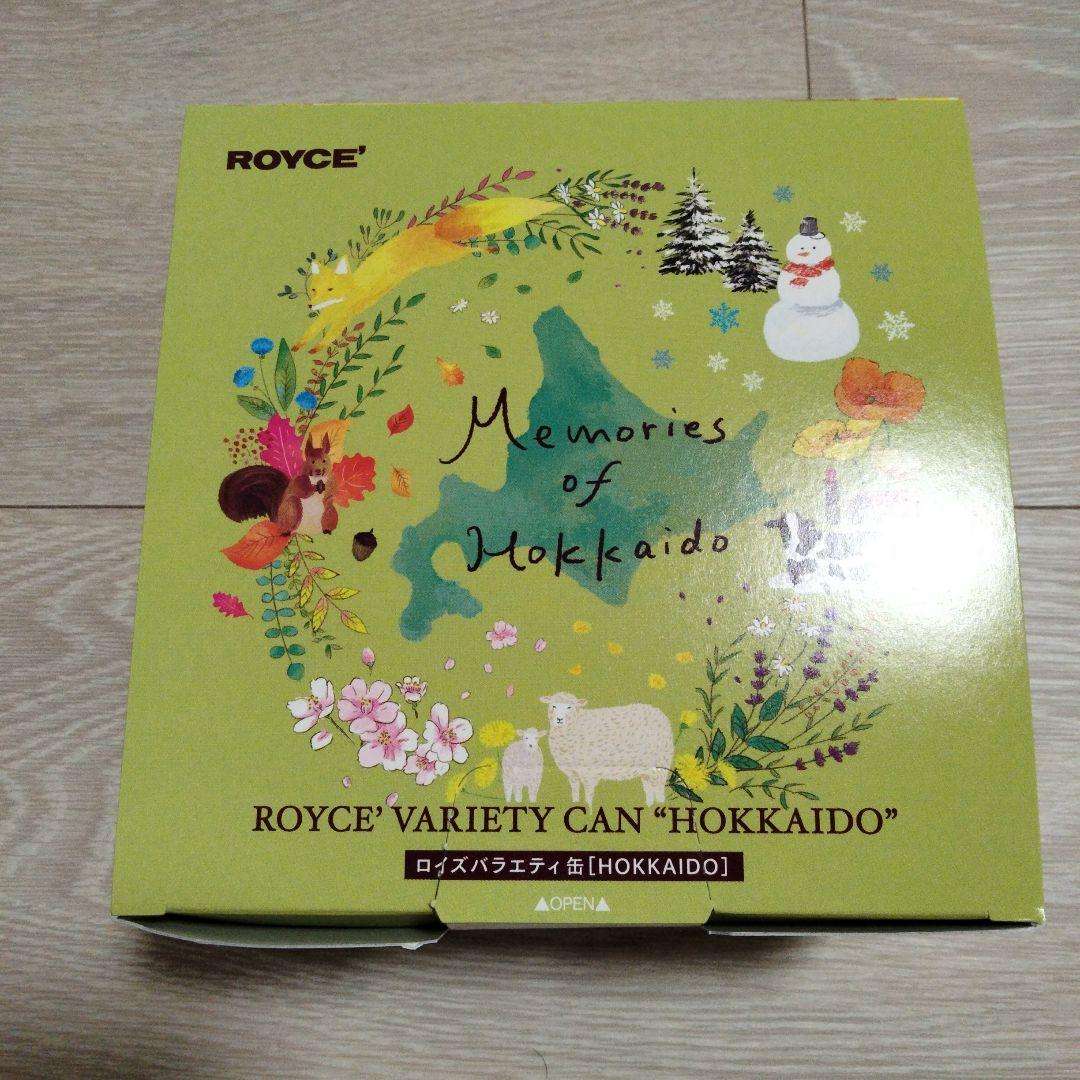 ROYCE’
Memories
of
Hokkaido
ROYCE’ VARIETY CAN “HOKKAIDO”
ロイズバラエティ缶[HOKKAIDO]
▲OPEN▲